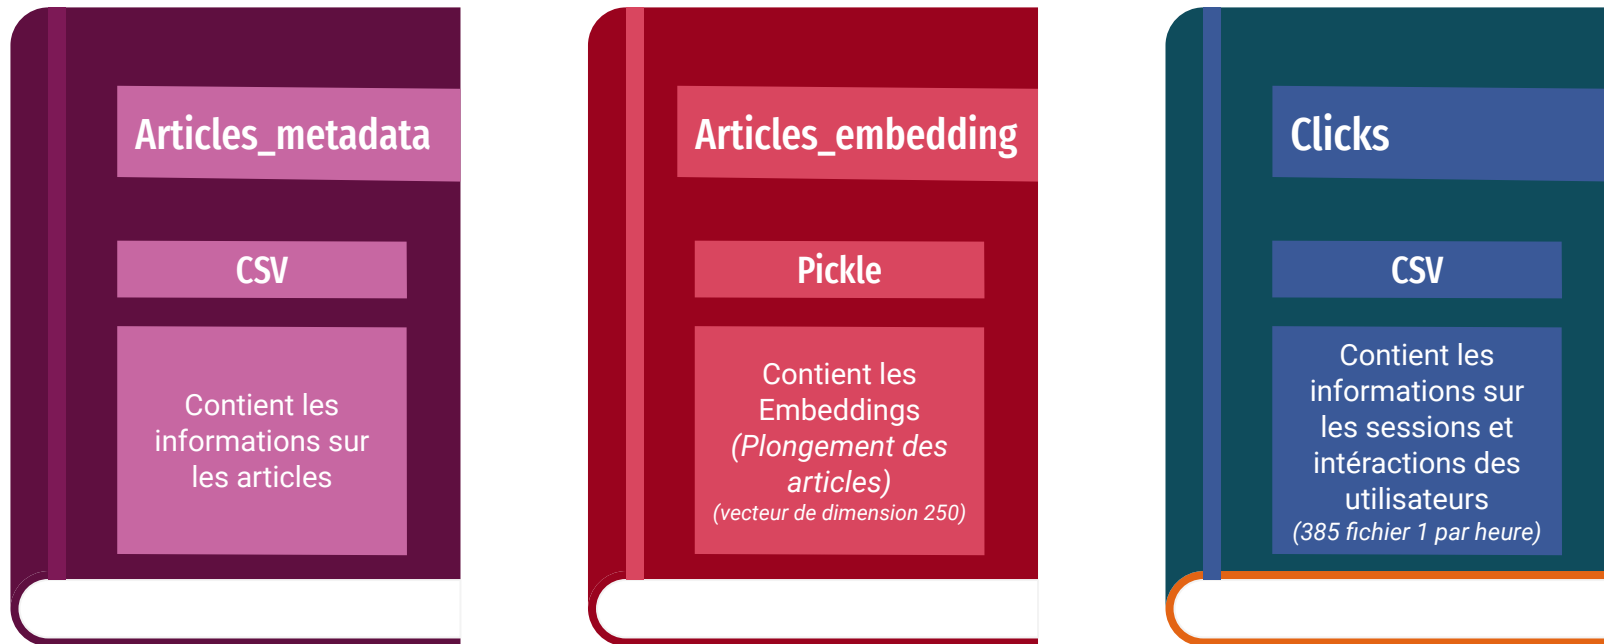 Articles_metadata
CSV
Contient les
informations sur
les articles
Articles_embedding
Pickle
Contient les
Embeddings
(Plongement des
articles)
(vecteur de dimension 250)
Clicks
CSV
Contient les
informations sur
les sessions et
intéractions des
utilisateurs
(385 fichier 1 par heure)